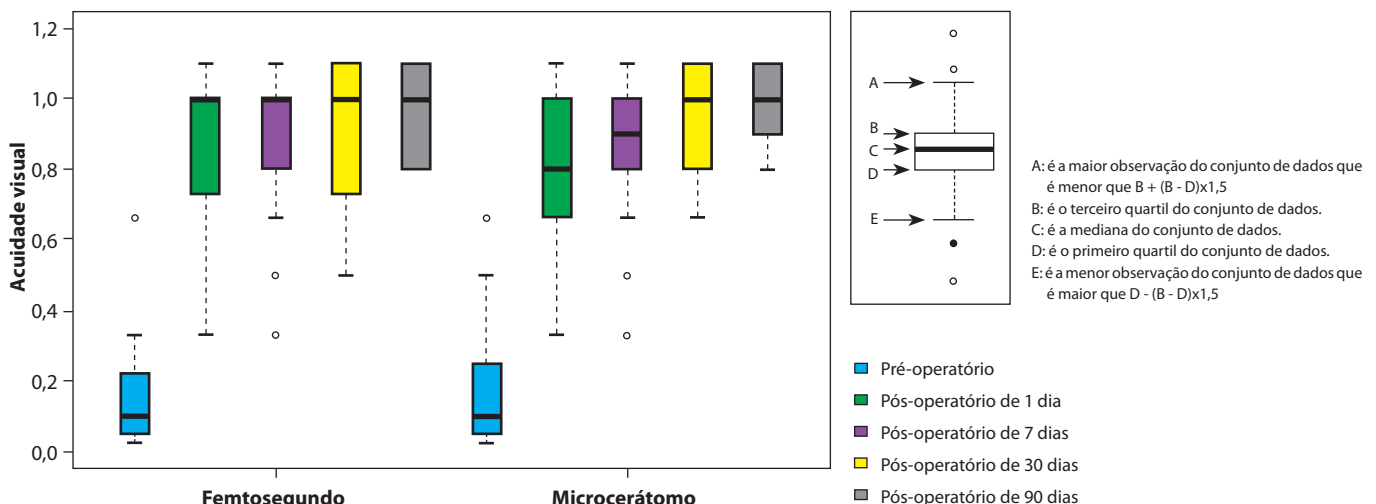 1,2
1,0
0,8
0,6
0,4
0,2
0,0
Acuidade visual
Femtosegundo
Microcerátomo
A
B
C
D
E
A: é a maior observação do conjunto de dados que
é menor que B + (B - D)x1,5
B: é o terceiro quartil do conjunto de dados.
C: é a mediana do conjunto de dados.
D: é o primeiro quartil do conjunto de dados.
E: é a menor observação do conjunto de dados que
é maior que D - (B - D)x1,5
Pré-operatório
Pós-operatório de 1 dia
Pós-operatório de 7 dias
Pós-operatório de 30 dias
Pós-operatório de 90 dias